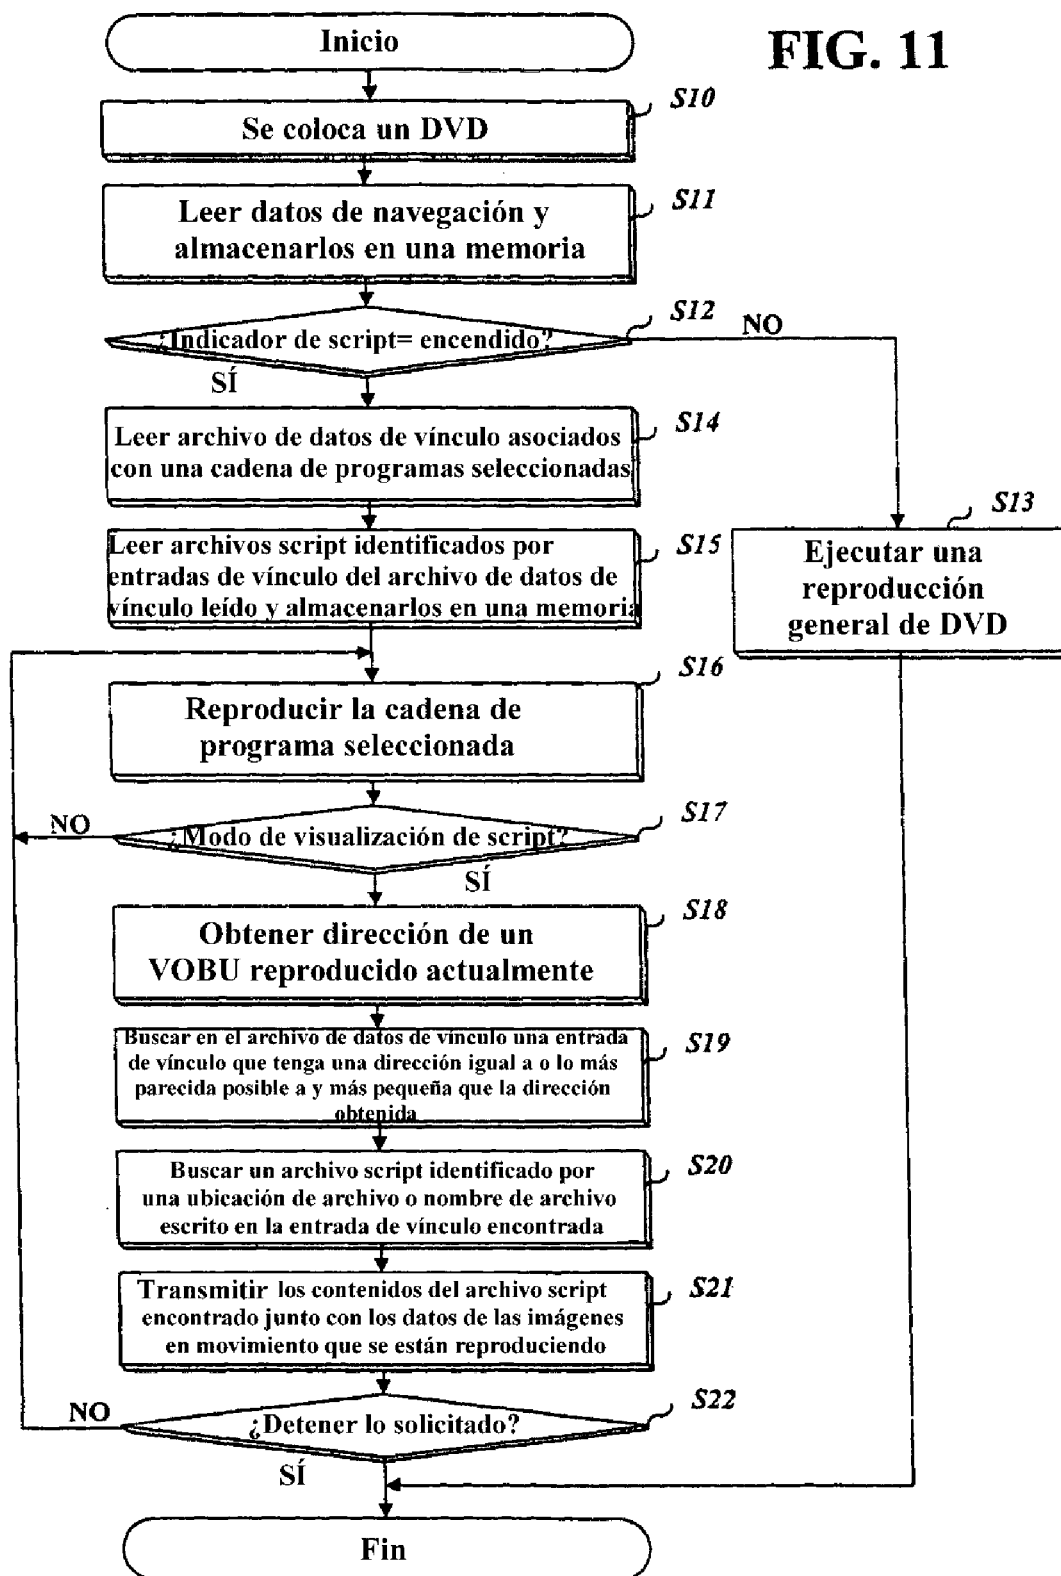 Inicio
FIG. 11
S10
Se coloca un DVD
S11
Leer datos de navegación y
almacenarlos en una memoria
S12
¿Indicador de script= encendido?
NO
SÍ
S14
Leer archivo de datos de vínculo asociados
con una cadena de programas seleccionadas
S13
Ejecutar una
reproducción
general de DVD
S15
Leer archivos script identificados por
entradas de vínculo del archivo de datos de
vínculo leído y almacenarlos en una memoria
S16
Reproducir la cadena de
programa seleccionada
S17
NO
¿Modo de visualización de script?
SÍ
S18
Obtener dirección de un
VOBU reproducido actualmente
S19
Buscar en el archivo de datos de vínculo una entrada
de vínculo que tenga una dirección igual a o lo más
parecida posible a y más pequeña que la dirección
obtenida
S20
Buscar un archivo script identificado por
una ubicación de archivo o nombre de archivo
escrito en la entrada de vínculo encontrada
S21
Transmitir los contenidos del archivo script
encontrado junto con los datos de las imágenes
en movimiento que se están reproduciendo
S22
NO
¿Detener lo solicitado?
SÍ
Fin